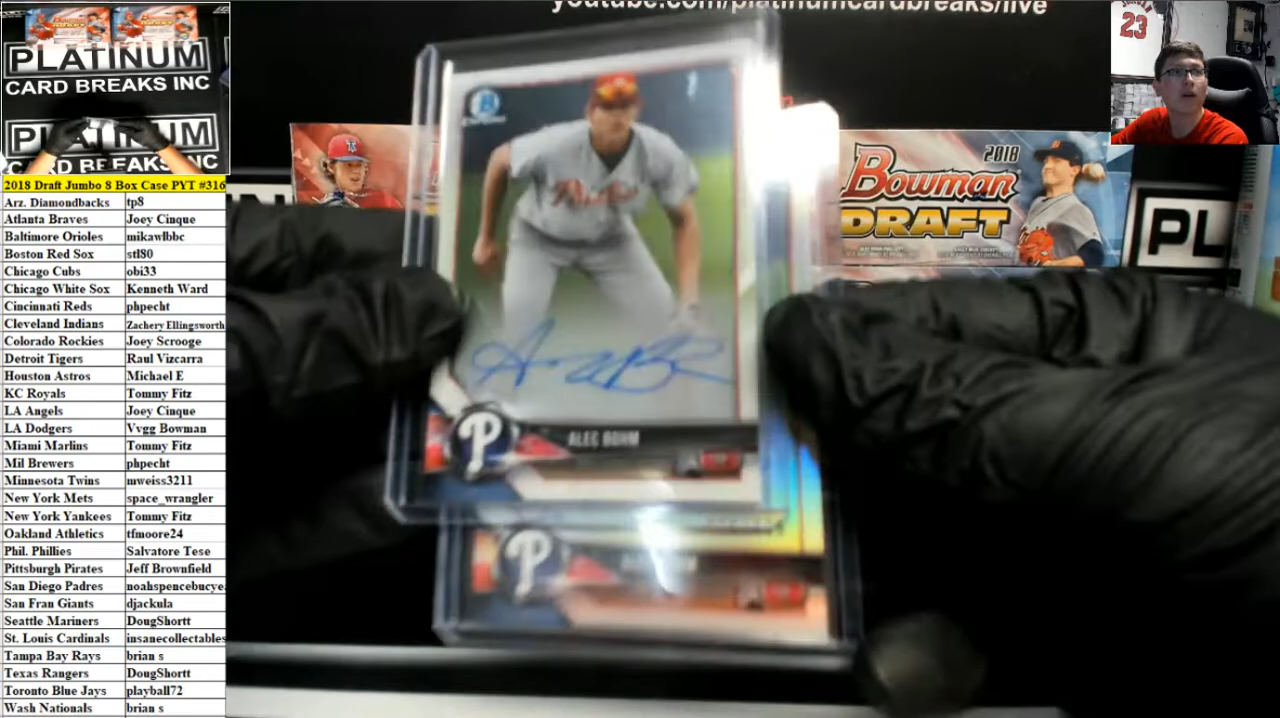 youtube.com/platinumcardbreaks/live
PLATINUM
CARD BREAKS INC
PLATINUM
CARD BREAKS INC
23
2018
Bowman
DRAFT
PL
Phillies
ALEC BOHM
P
P
2018 Draft Jumbo 8 Box Case PYT #316
Arz. Diamondbacks tp8
Atlanta Braves Joey Cinque
Baltimore Orioles mikawlbbc
Boston Red Sox stl80
Chicago Cubs obi33
Chicago White Sox Kenneth Ward
Cincinnati Reds phpecht
Cleveland Indians Zachery Ellingsworth
Colorado Rockies Joey Scrooge
Detroit Tigers Raul Vizcarra
Houston Astros Michael E
KC Royals Tommy Fitz
LA Angels Joey Cinque
LA Dodgers Vvgg Bowman
Miami Marlins Tommy Fitz
Mil Brewers phpecht
Minnesota Twins mweiss3211
New York Mets space_wrangler
New York Yankees Tommy Fitz
Oakland Athletics tfmoore24
Phil. Phillies Salvatore Tese
Pittsburgh Pirates Jeff Brownfield
San Diego Padres noahspencebucye
San Fran Giants djackula
Seattle Mariners DougShortt
St. Louis Cardinals insanecollectables
Tampa Bay Rays brian s
Texas Rangers DougShortt
Toronto Blue Jays playball72
Wash Nationals brian s